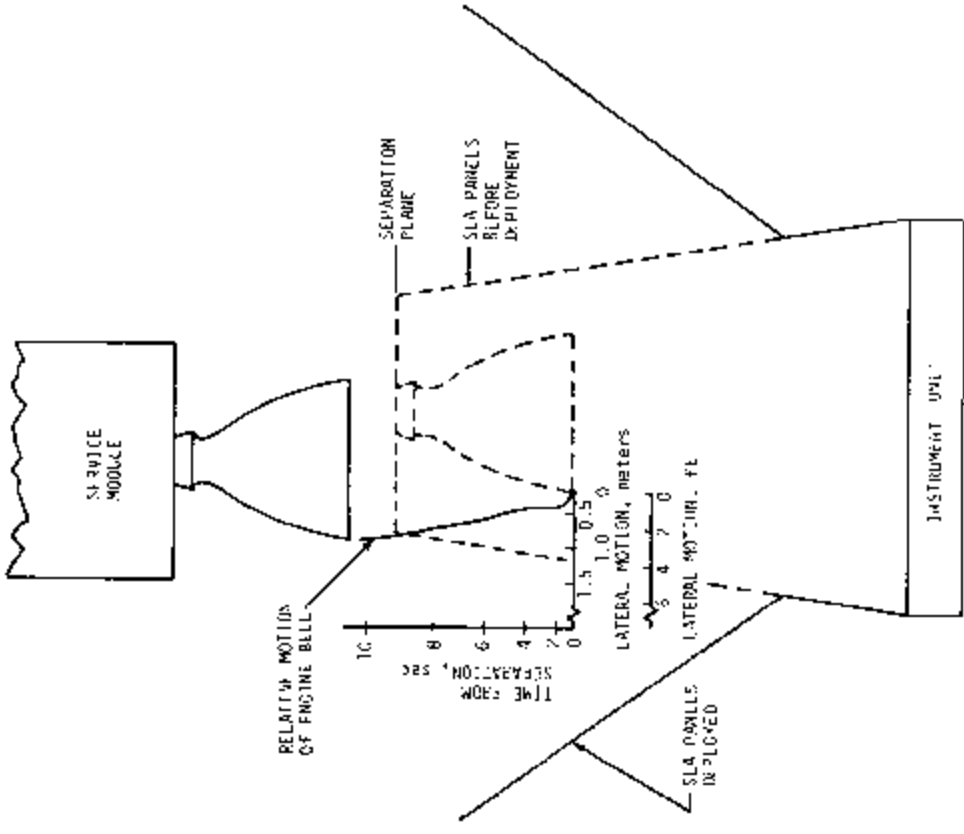 SERVICE
MODULE
RELATIVE MOTION
OF ENGINE BELL
SEPARATION
PLANE
SLA PANELS
BEFORE
DEPLOYMENT
TIME FROM
SEPARATION, sec
10
8
6
4
2
0
1.5
1.0
0.5
0
LATERAL MOTION, meters
6
4
2
0
LATERAL MOTION, ft
SLA PANELS
DEPLOYED
INSTRUMENT UNIT